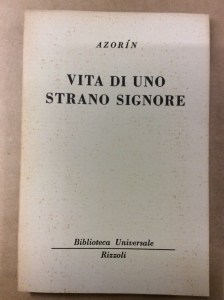 AZORÍN
VITA DI UNO
STRANO SIGNORE
Biblioteca Universale
Rizzoli